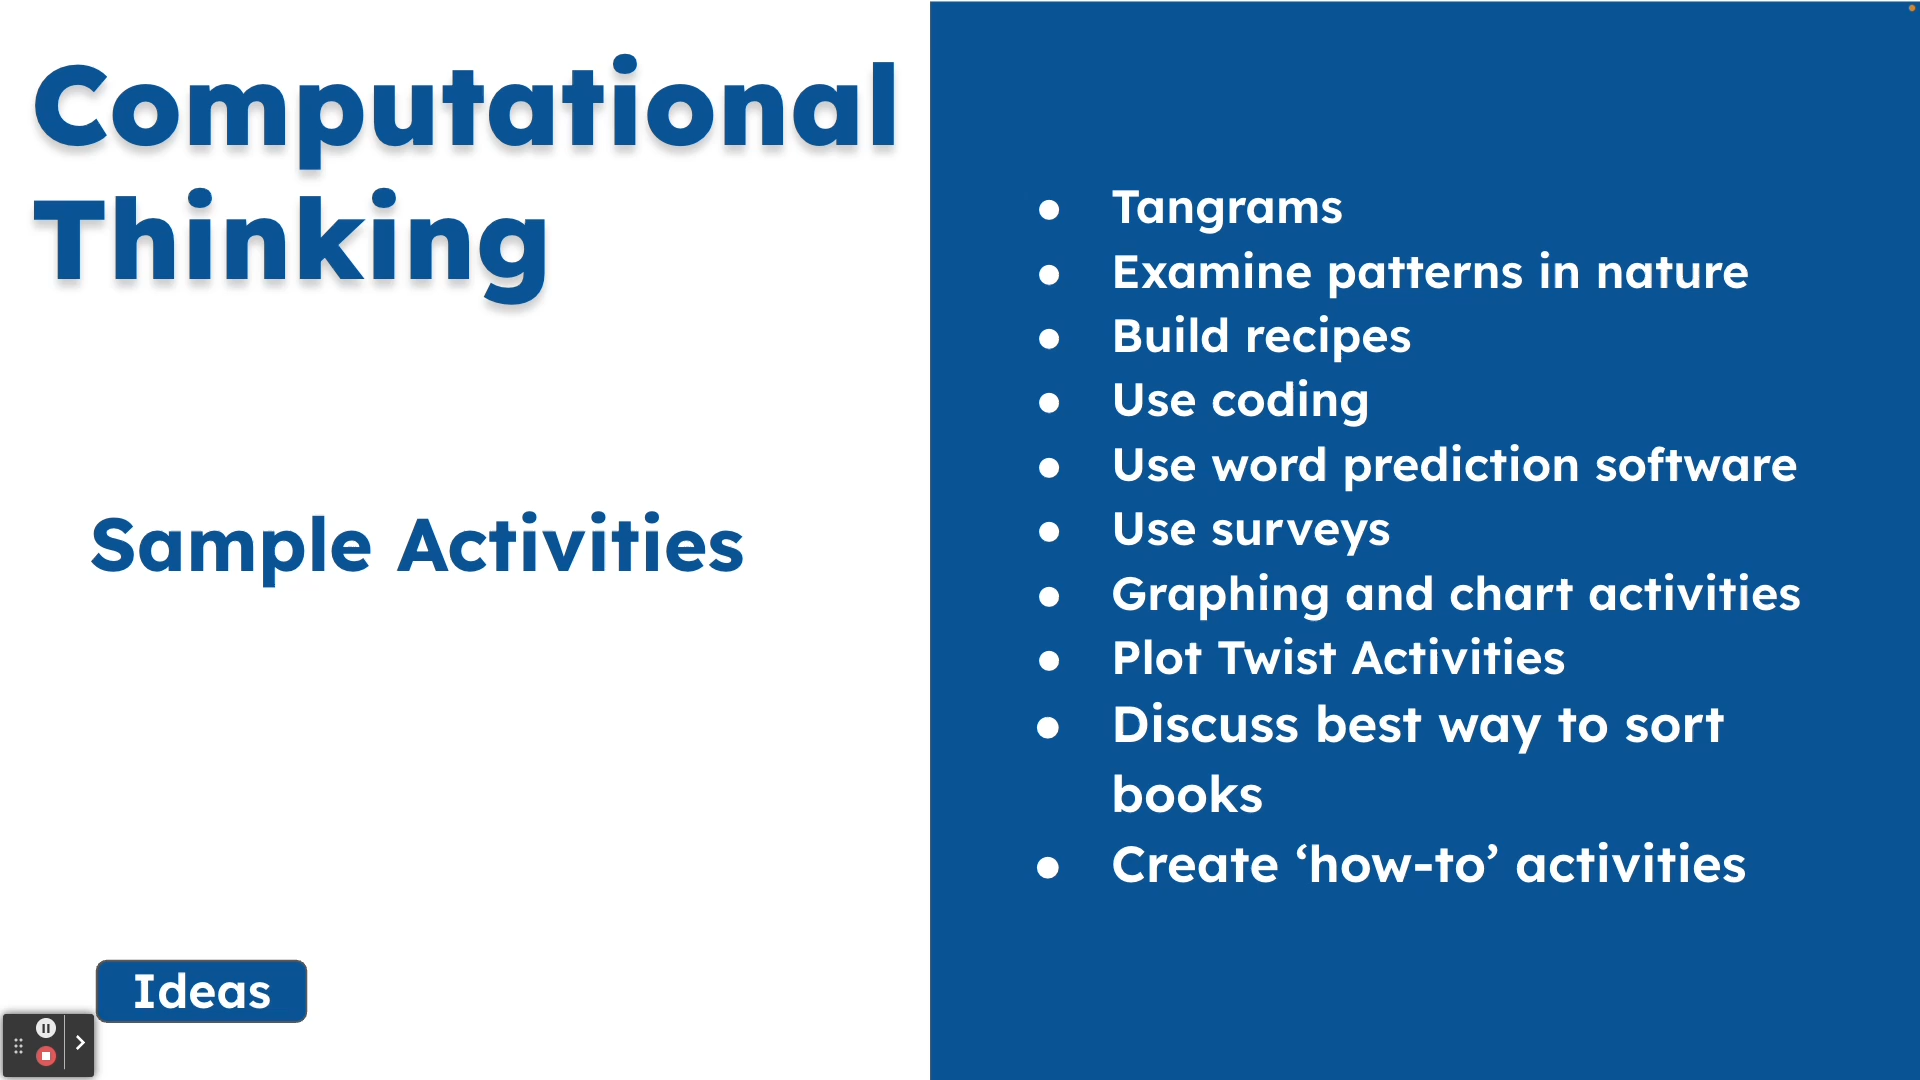 Computational
Thinking
Sample Activities
Ideas
● Tangrams
● Examine patterns in nature
● Build recipes
● Use coding
● Use word prediction software
● Use surveys
● Graphing and chart activities
● Plot Twist Activities
● Discuss best way to sort
books
● Create ‘how-to’ activities